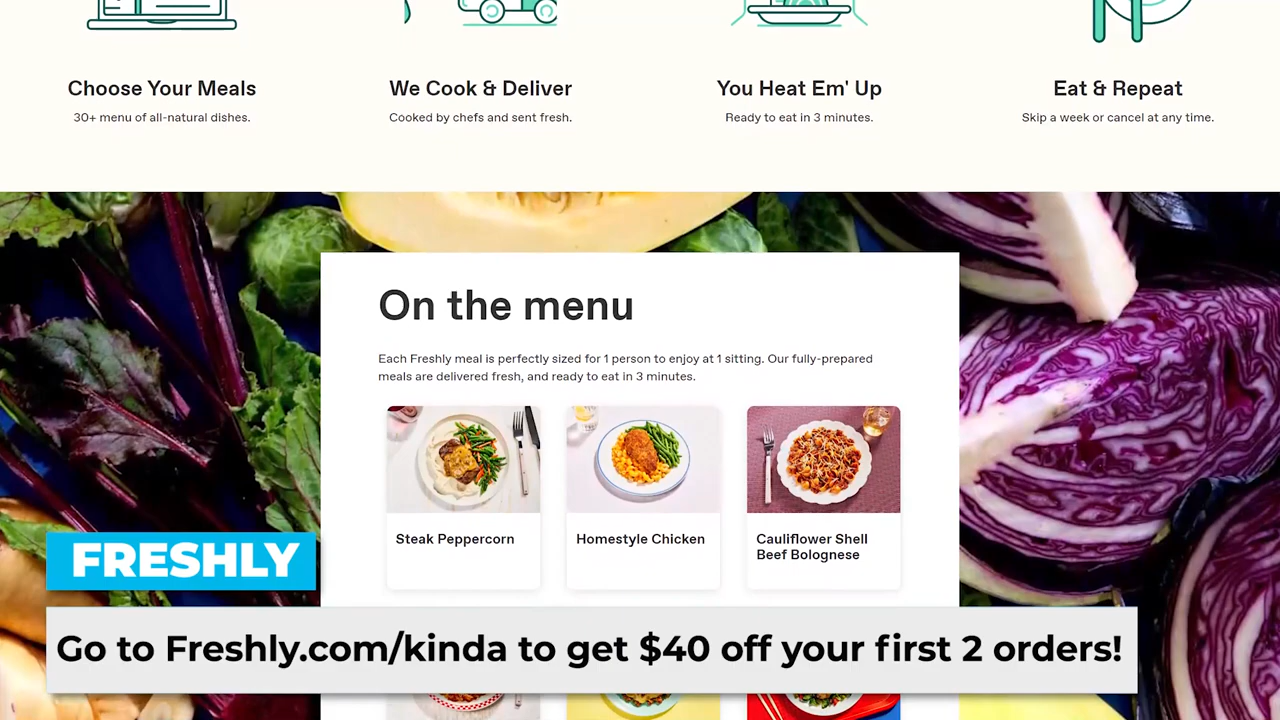 Choose Your Meals
30+ menu of all-natural dishes.
We Cook & Deliver
Cooked by chefs and sent fresh.
You Heat Em' Up
Ready to eat in 3 minutes.
Eat & Repeat
Skip a week or cancel at any time.
On the menu
Each Freshly meal is perfectly sized for 1 person to enjoy at 1 sitting. Our fully-prepared
meals are delivered fresh, and ready to eat in 3 minutes.
Steak Peppercorn
Homestyle Chicken
Cauliflower Shell
Beef Bolognese
FRESHLY
Go to Freshly.com/kinda to get $40 off your first 2 orders!